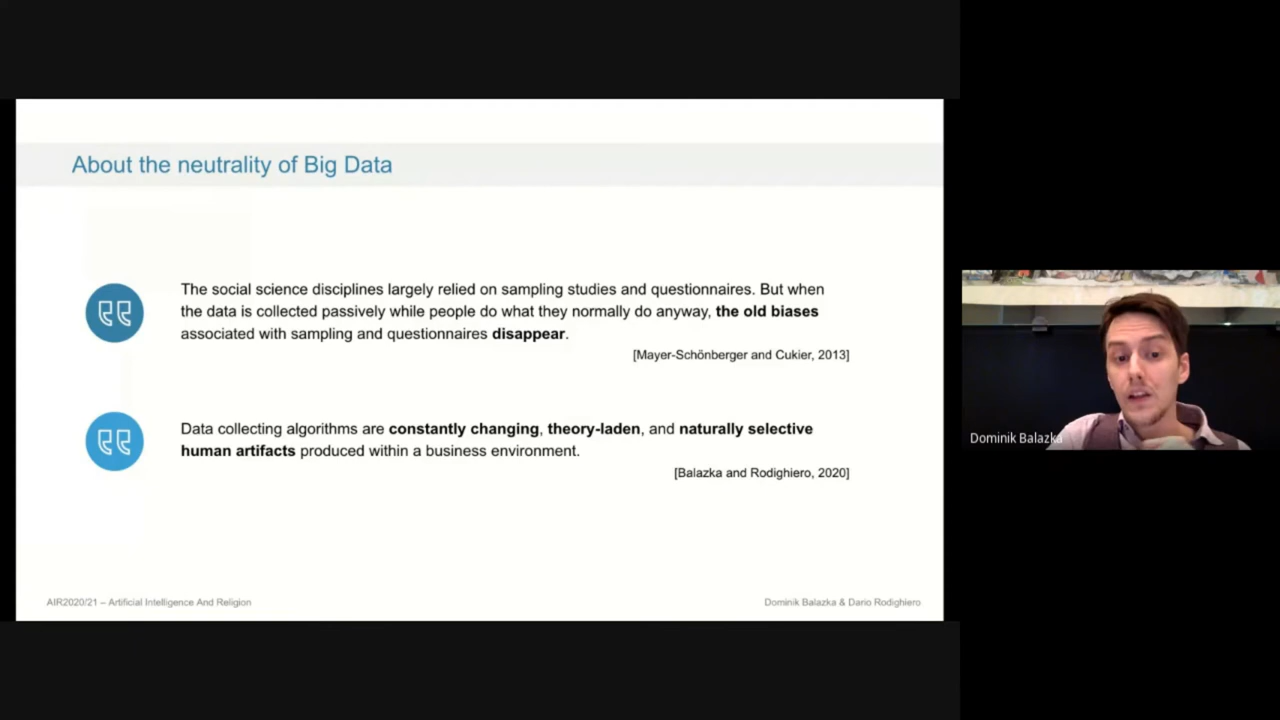 About the neutrality of Big Data
The social science disciplines largely relied on sampling studies and questionnaires. But when
the data is collected passively while people do what they normally do anyway, the old biases
associated with sampling and questionnaires disappear.
[Mayer-Schönberger and Cukier, 2013]
Data collecting algorithms are constantly changing, theory-laden, and naturally selective
human artifacts produced within a business environment.
[Balazka and Rodighiero, 2020]
AIR2020/21 – Artificial Intelligence And Religion
Dominik Balazka & Dario Rodighiero
Dominik Balazka